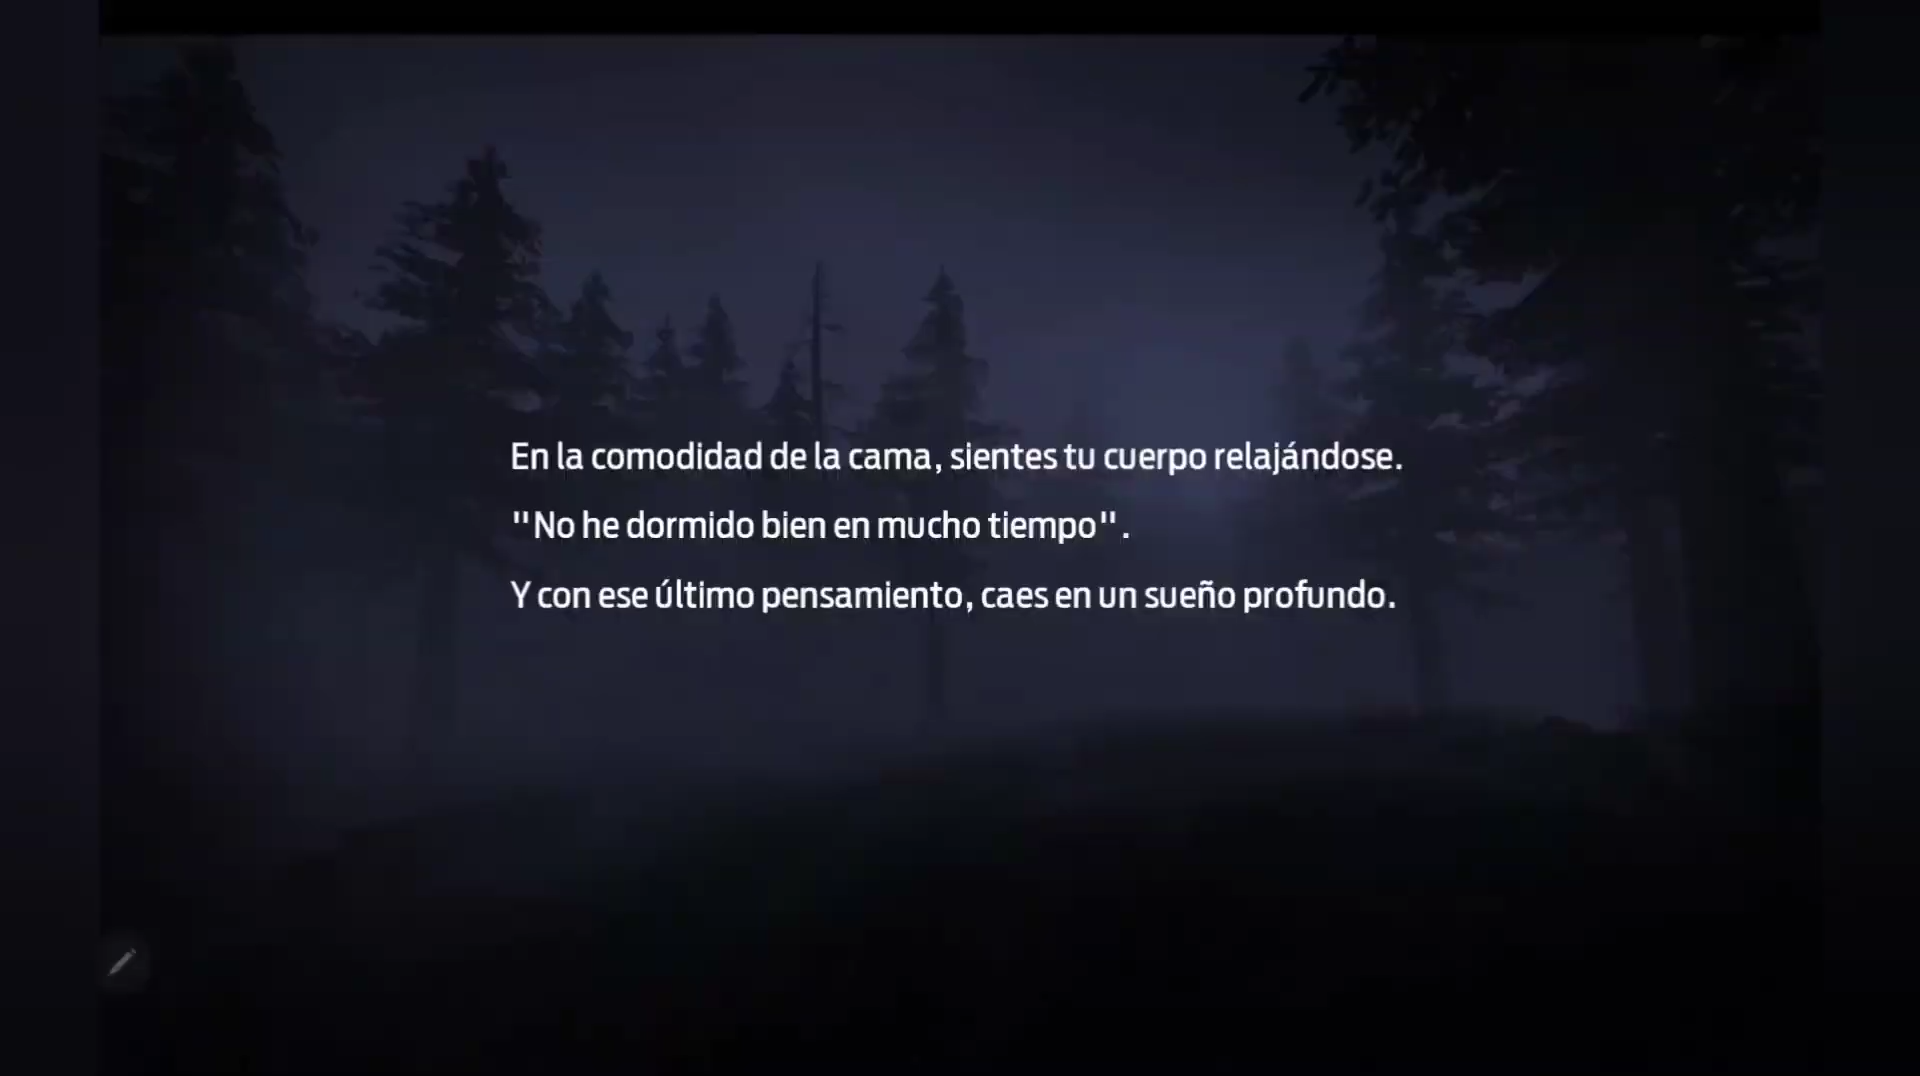 En la comodidad de la cama, sientes tu cuerpo relajándose.
"No he dormido bien en mucho tiempo".
Y con ese último pensamiento, caes en un sueño profundo.